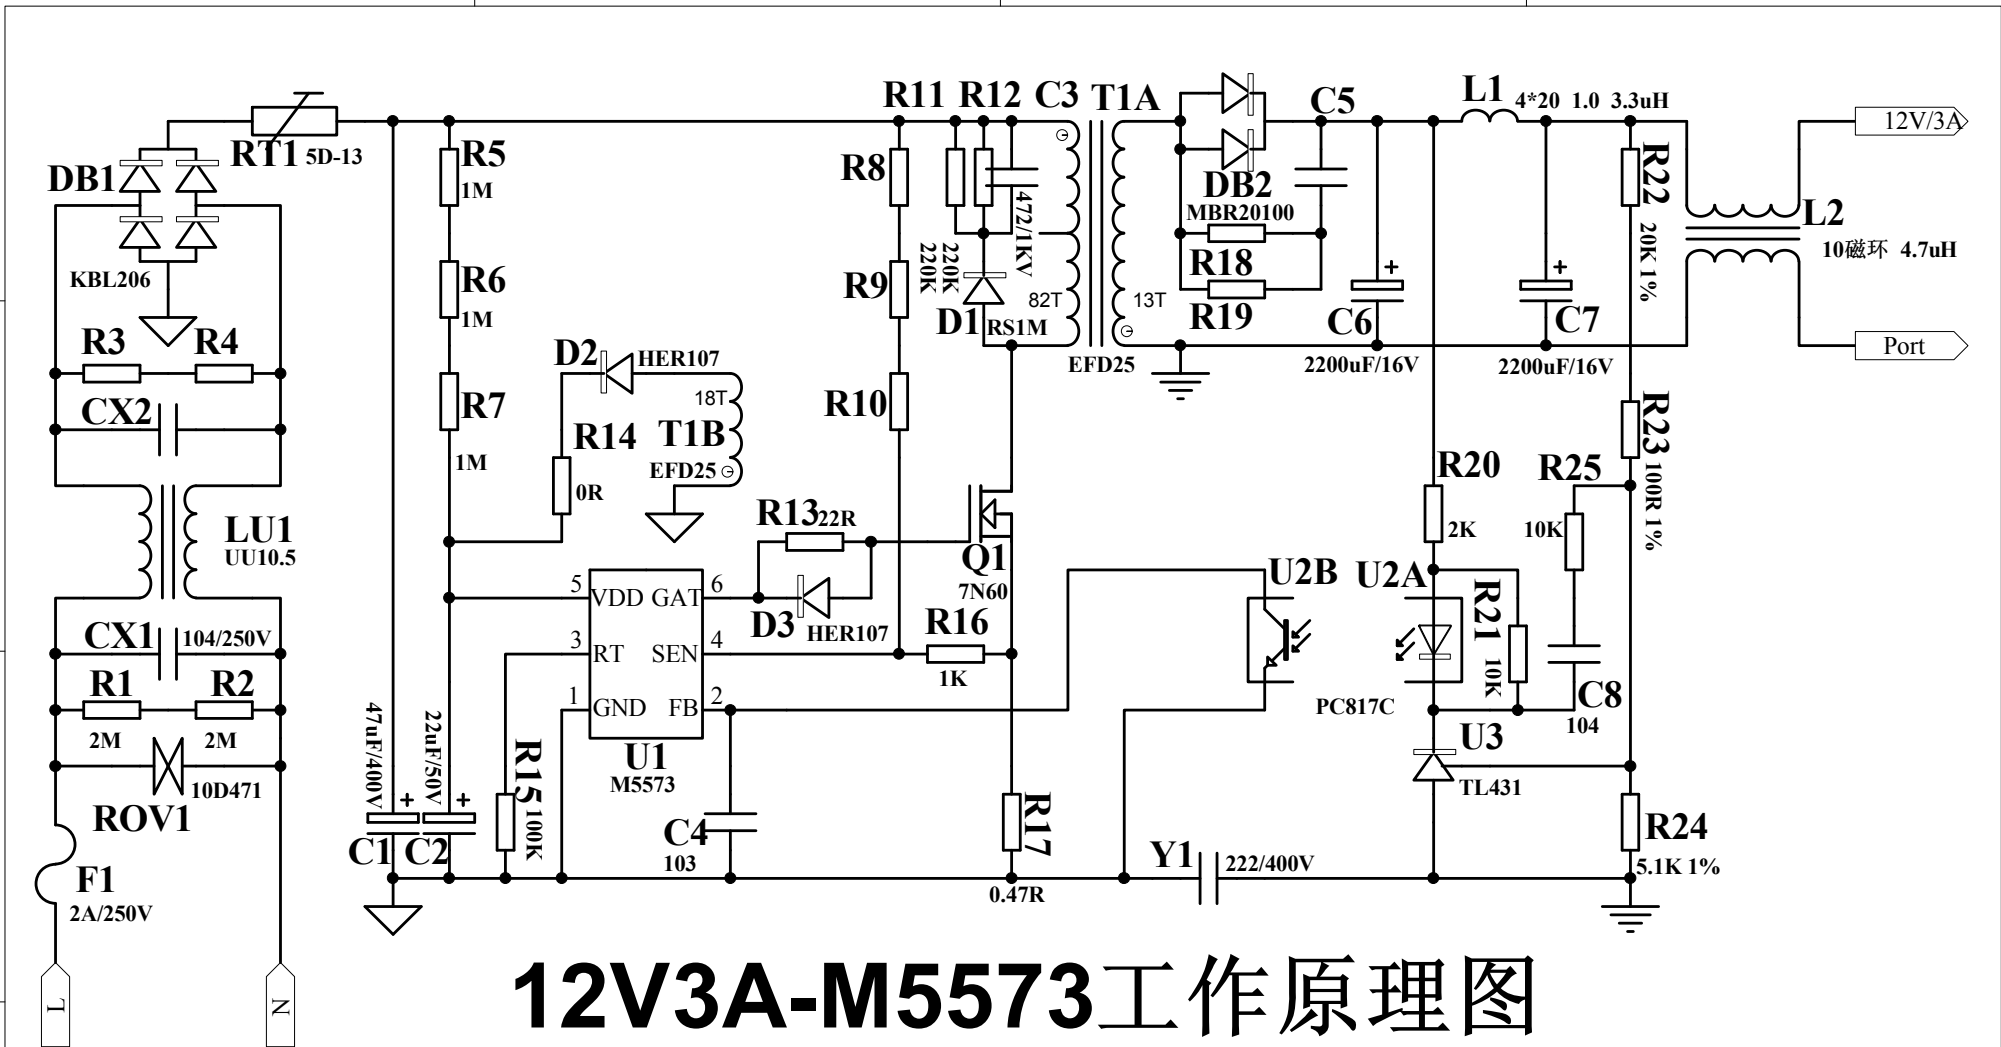 R11 R12 C3 T1A C5 L1 4*20 1.0 3.3uH
12V/3A
RT1 5D-13
DB1
KBL206
R5
1M
R6
1M
R7
1M
R8
R9
R10
220K
220K
472/1KV
82T
D1 RS1M
EFD25
13T
DB2
MBR20100
R18
R19
C6
2200uF/16V
C7
2200uF/16V
R22
20K 1%
L2
10磁环 4.7uH
Port
R3 R4
CX2
LU1
UU10.5
CX1 104/250V
R1 R2
2M 2M
10D471
ROV1
F1
2A/250V
L
N
D2 HER107
18T
T1B
EFD25
R14
0R
R13 22R
D3 HER107
Q1
7N60
R16
1K
5 VDD GAT 6
3 RT SEN 4
1 GND FB 2
U1
M5573
47uF/400V
22uF/50V
C1 C2
R15
100K
C4
103
R17
0.47R
U2B U2A
PC817C
R20
2K
R21
10K
R25
10K
R23
100R 1%
C8
104
U3
TL431
R24
5.1K 1%
Y1 222/400V
12V3A-M5573工作原理图